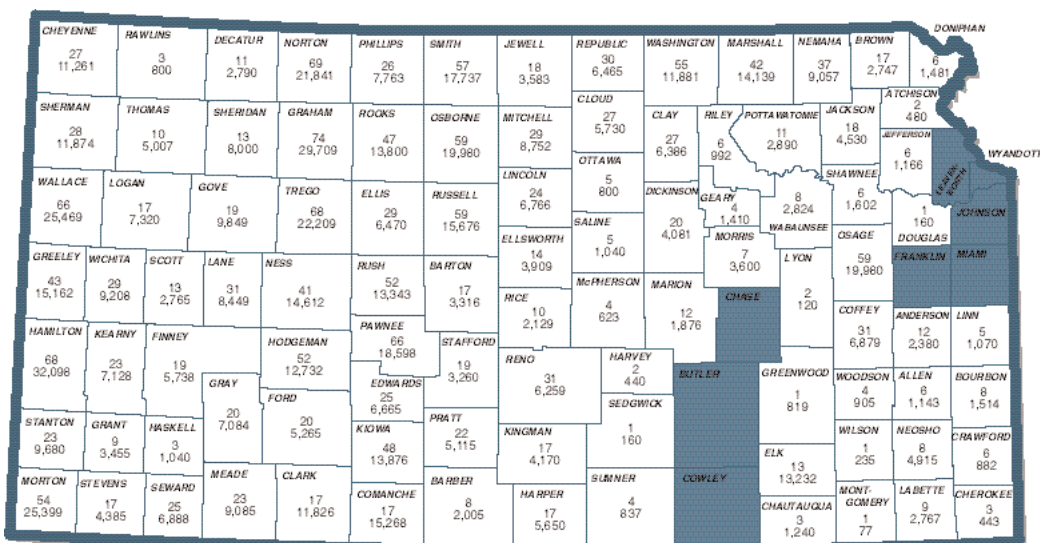 CHEYENNE
27
11,261
RAWLINS
3
800
DECATUR
11
2,790
NORTON
69
21,841
PHILLIPS
26
7,763
SMITH
57
17,737
JEWELL
18
3,583
REPUBLIC
30
6,465
WASHINGTON
55
11,881
MARSHALL
42
14,139
NEMAHA
37
9,057
BROWN
17
2,747
DONIPHAN
6
1,481
SHERMAN
28
11,874
THOMAS
10
5,007
SHERIDAN
13
8,000
GRAHAM
74
29,709
ROOKS
47
13,800
OSBORNE
59
19,980
MITCHELL
29
8,752
CLOUD
27
5,730
CLAY
27
6,386
RILEY
6
992
POTTAWATOMIE
11
2,890
JACKSON
18
4,530
ATCHISON
2
480
JEFFERSON
6
1,166
LEAVEN-
WORTH
WYANDOTT
WALLACE
66
25,469
LOGAN
17
7,320
GOVE
19
9,849
TREGO
68
22,209
ELLIS
29
6,470
RUSSELL
59
15,676
LINCOLN
24
6,766
OTTAWA
5
800
DICKINSON
20
4,081
GEARY
4
1,410
8
2,824
WABAUNSEE
SHAWNEE
6
1,602
1
160
DOUGLAS
JOHNSON
GREELEY
43
15,162
WICHITA
29
9,208
SCOTT
13
2,765
LANE
31
8,449
NESS
41
14,612
RUSH
52
13,343
BARTON
17
3,316
ELLSWORTH
14
3,909
SALINE
5
1,040
MORRIS
7
3,600
LYON
2
120
OSAGE
59
19,980
FRANKLIN
MIAMI
HAMILTON
68
32,098
KEARNY
23
7,128
FINNEY
19
5,738
HODGEMAN
52
12,732
PAWNEE
66
18,598
STAFFORD
19
3,260
RICE
10
2,129
McPHERSON
4
623
MARION
12
1,876
CHASE
COFFEY
31
6,879
ANDERSON
12
2,380
LINN
5
1,070
GRAY
20
7,084
FORD
20
5,265
EDWARDS
25
6,665
RENO
31
6,259
HARVEY
2
440
BUTLER
GREENWOOD
1
819
WOODSON
4
905
ALLEN
6
1,143
BOURBON
8
1,514
STANTON
23
9,680
GRANT
9
3,455
HASKELL
3
1,040
KIOWA
48
13,876
PRATT
22
5,115
KINGMAN
17
4,170
SEDGWICK
1
160
ELK
13
13,232
WILSON
1
235
NEOSHO
8
4,915
CRAWFORD
6
882
MORTON
54
25,399
STEVENS
17
4,385
SEWARD
25
6,888
MEADE
23
9,085
CLARK
17
11,826
COMANCHE
17
15,268
BARBER
8
2,005
HARPER
17
5,650
SUMNER
4
837
COWLEY
CHAUTAUQUA
3
1,240
MONT-
GOMERY
1
77
LABETTE
9
2,767
CHEROKEE
3
443